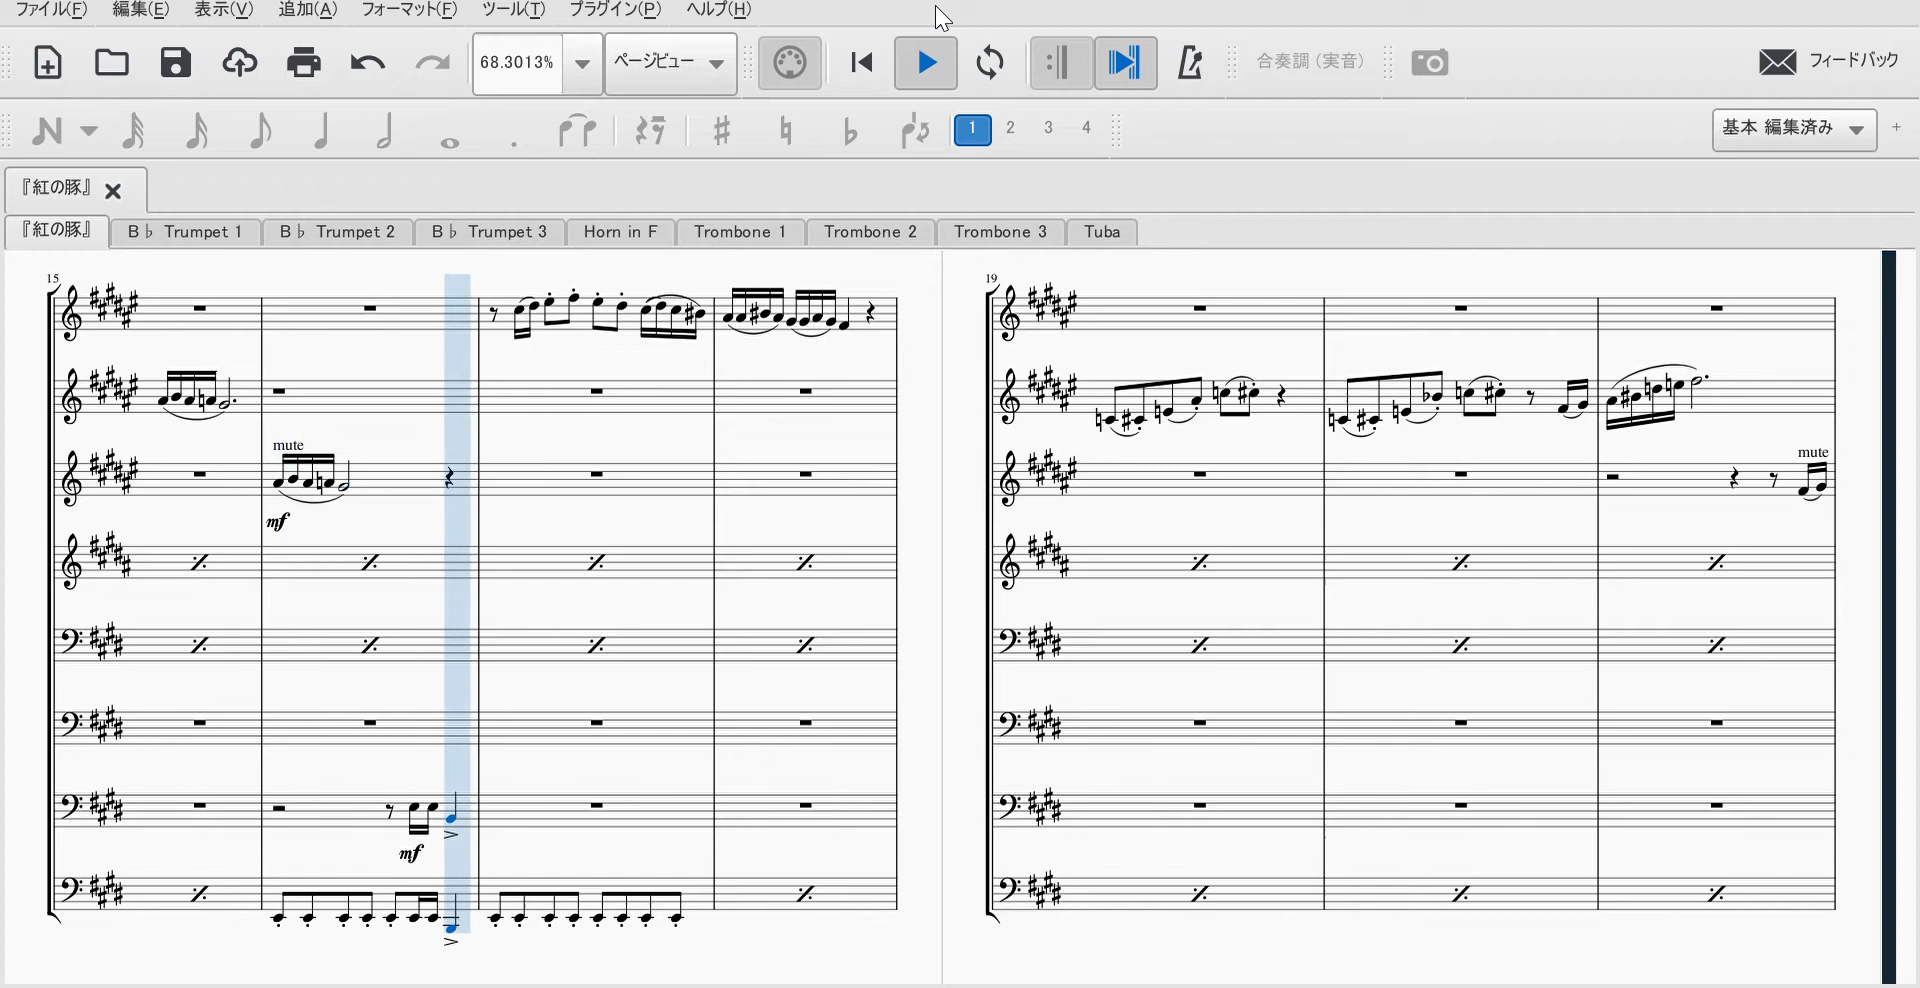 ファイル(F) 編集(E) 表示(V) 追加(A) フォーマット(F) ツール(T) プラグイン(P) ヘルプ(H)
68.3013% ページビュー 合奏調 (実音) フィードバック
1 2 3 4 基本 編集済み +
『紅の豚』
『紅の豚』 B♭ Trumpet 1 B♭ Trumpet 2 B♭ Trumpet 3 Horn in F Trombone 1 Trombone 2 Trombone 3 Tuba
15 19
mute mute
mf
mf